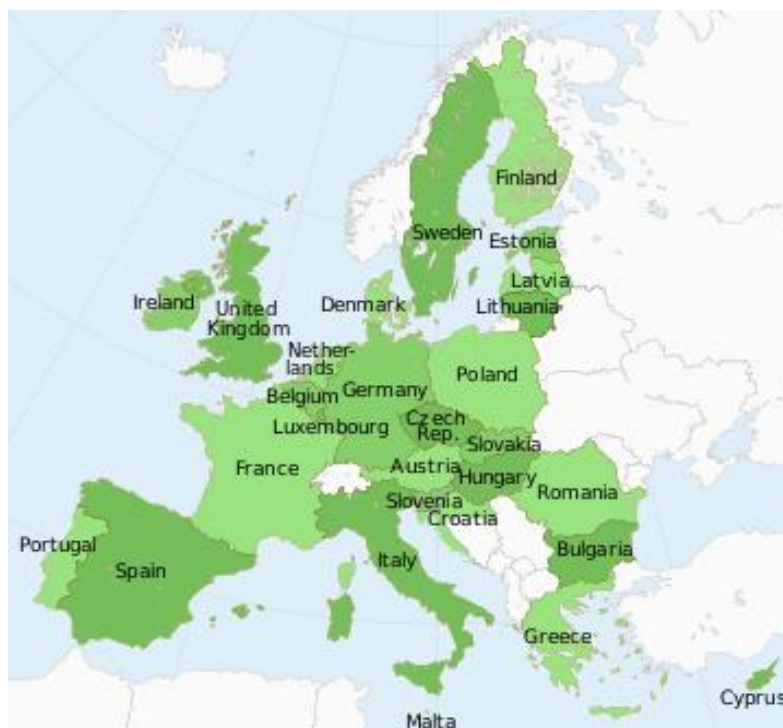 Finland
Sweden
Estonia
Latvia
Lithuania
Ireland
United
Kingdom
Denmark
Nether-
lands
Belgium
Germany
Poland
Luxembourg
Czech
Rep.
Slovakia
France
Austria
Hungary
Romania
Slovenia
Croatia
Portugal
Spain
Italy
Bulgaria
Greece
Cyprus
Malta